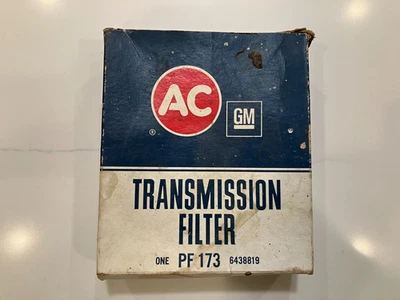 AC
®
GM
TRANSMISSION
FILTER
ONE PF 173 6438819